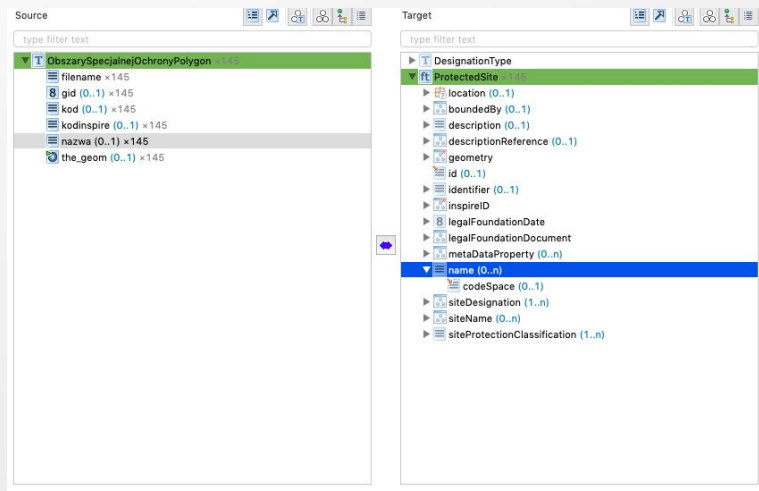 Source
type filter text
ObszarySpecjalnejOchronyPolygon ×145
filename ×145
gid (0..1) ×145
kod (0..1) ×145
kodinspire (0..1) ×145
nazwa (0..1) ×145
the_geom (0..1) ×145
Target
type filter text
DesignationType
ProtectedSite ×145
location (0..1)
boundedBy (0..1)
description (0..1)
descriptionReference (0..1)
geometry
id (0..1)
identifier (0..1)
inspireID
legalFoundationDate
legalFoundationDocument
metaDataProperty (0..n)
name (0..n)
codeSpace (0..1)
siteDesignation (1..n)
siteName (0..n)
siteProtectionClassification (1..n)